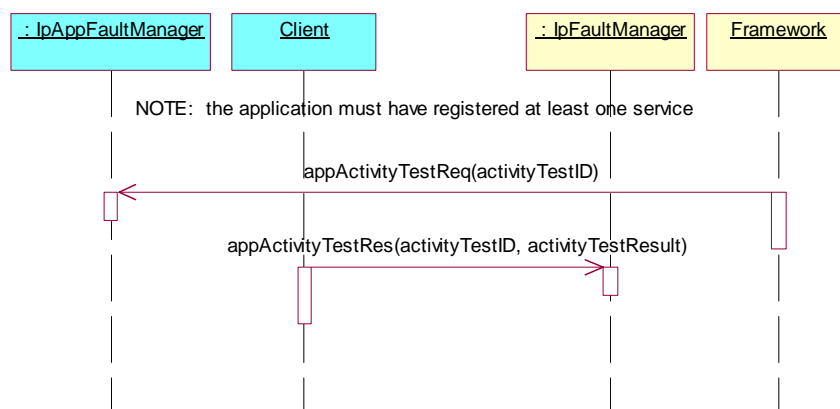 : IpAppFaultManager
Client
: IpFaultManager
Framework
NOTE: the application must have registered at least one service
appActivityTestReq(activityTestID)
appActivityTestRes(activityTestID, activityTestResult)